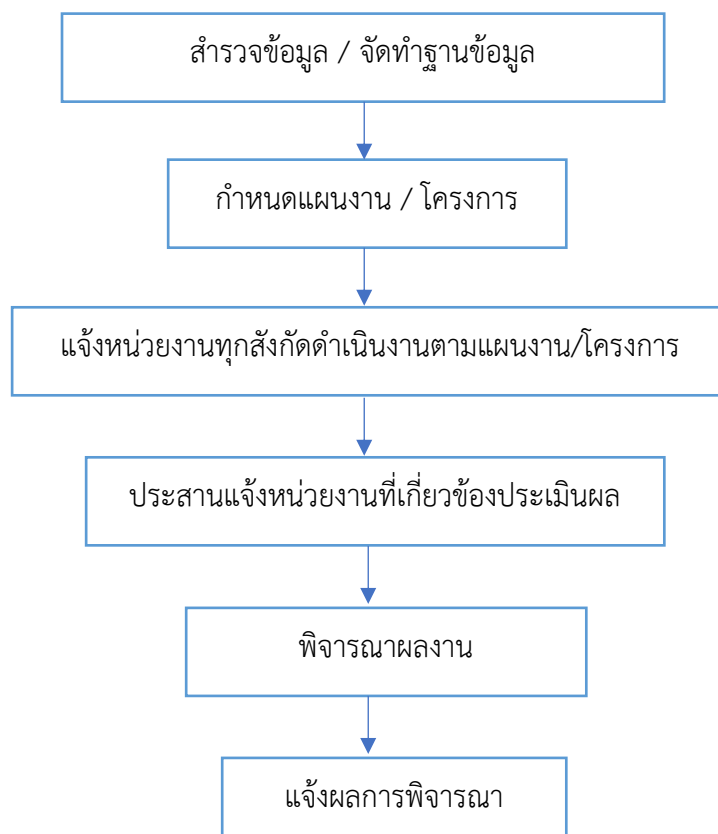 สำรวจข้อมูล / จัดทำฐานข้อมูล
กำหนดแผนงาน / โครงการ
แจ้งหน่วยงานทุกสังกัดดำเนินงานตามแผนงาน/โครงการ
ประสานแจ้งหน่วยงานที่เกี่ยวข้องประเมินผล
พิจารณาผลงาน
แจ้งผลการพิจารณา